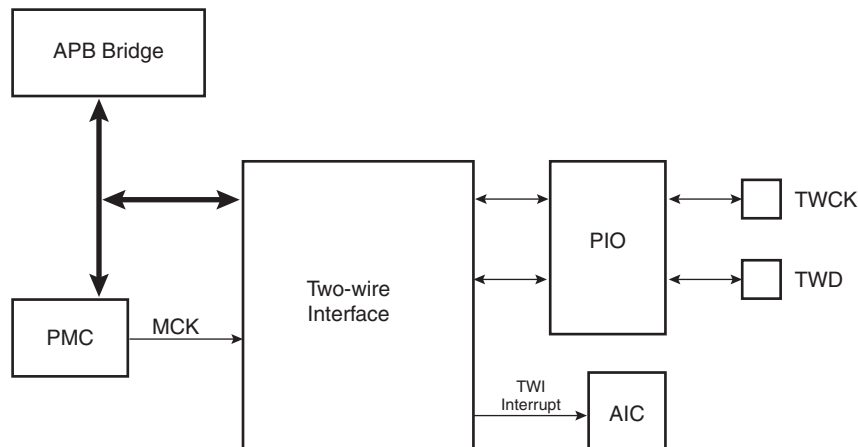 APB Bridge
TWCK
PIO
TWD
Two-wire
Interface
MCK
PMC
TWI
Interrupt
AIC